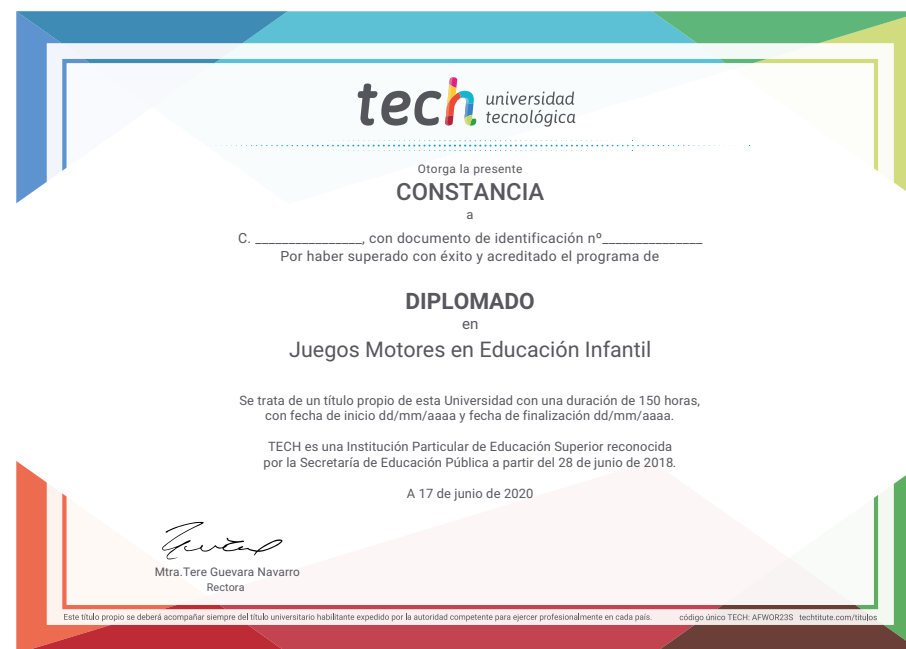 tech universidad
tecnológica
Otorga la presente
CONSTANCIA
a
C. ________________, con documento de identificación nº_______________
Por haber superado con éxito y acreditado el programa de
DIPLOMADO
en
Juegos Motores en Educación Infantil
Se trata de un título propio de esta Universidad con una duración de 150 horas,
con fecha de inicio dd/mm/aaaa y fecha de finalización dd/mm/aaaa.
TECH es una Institución Particular de Educación Superior reconocida
por la Secretaría de Educación Pública a partir del 28 de junio de 2018.
A 17 de junio de 2020
Mtra.Tere Guevara Navarro
Rectora
Este título propio se deberá acompañar siempre del título universitario habilitante expedido por la autoridad competente para ejercer profesionalmente en cada país. código único TECH: AFWOR23S techtitute.com/titulos